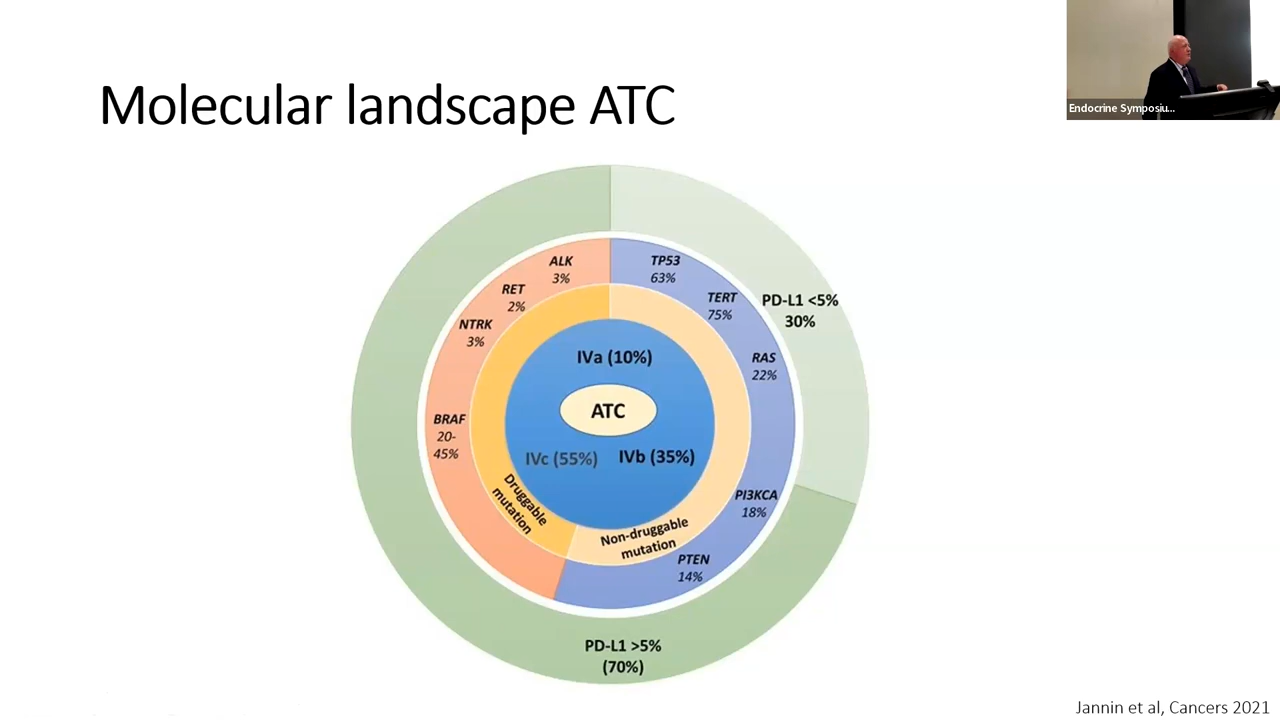 Molecular landscape ATC
Endocrine Symposiu...
ALK
3%
RET
2%
NTRK
3%
BRAF
20-
45%
TP53
63%
TERT
75%
RAS
22%
PI3KCA
18%
PTEN
14%
PD-L1 <5%
30%
IVa (10%)
ATC
IVc (55%)
IVb (35%)
Druggable
mutation
Non-druggable
mutation
PD-L1 >5%
(70%)
Jannin et al, Cancers 2021